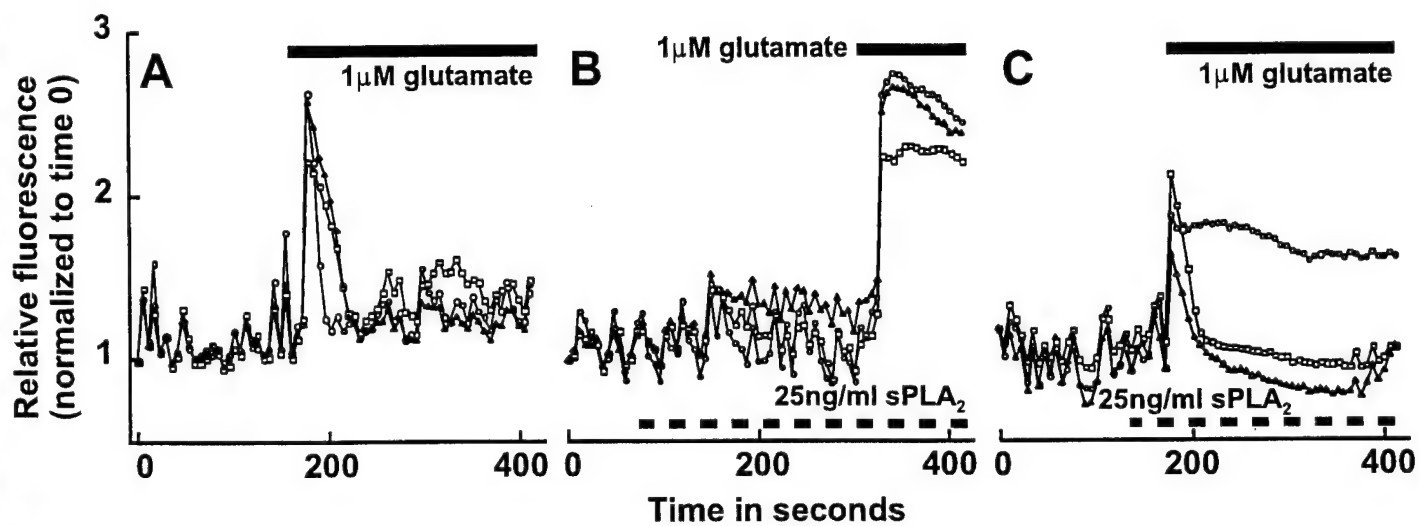 Relative fluorescence
(normalized to time 0)
3
2
1
A
1μM glutamate
B
1μM glutamate
25ng/ml sPLA₂
C
1μM glutamate
25ng/ml sPLA₂
0
200
400
0
200
400
0
200
400
Time in seconds